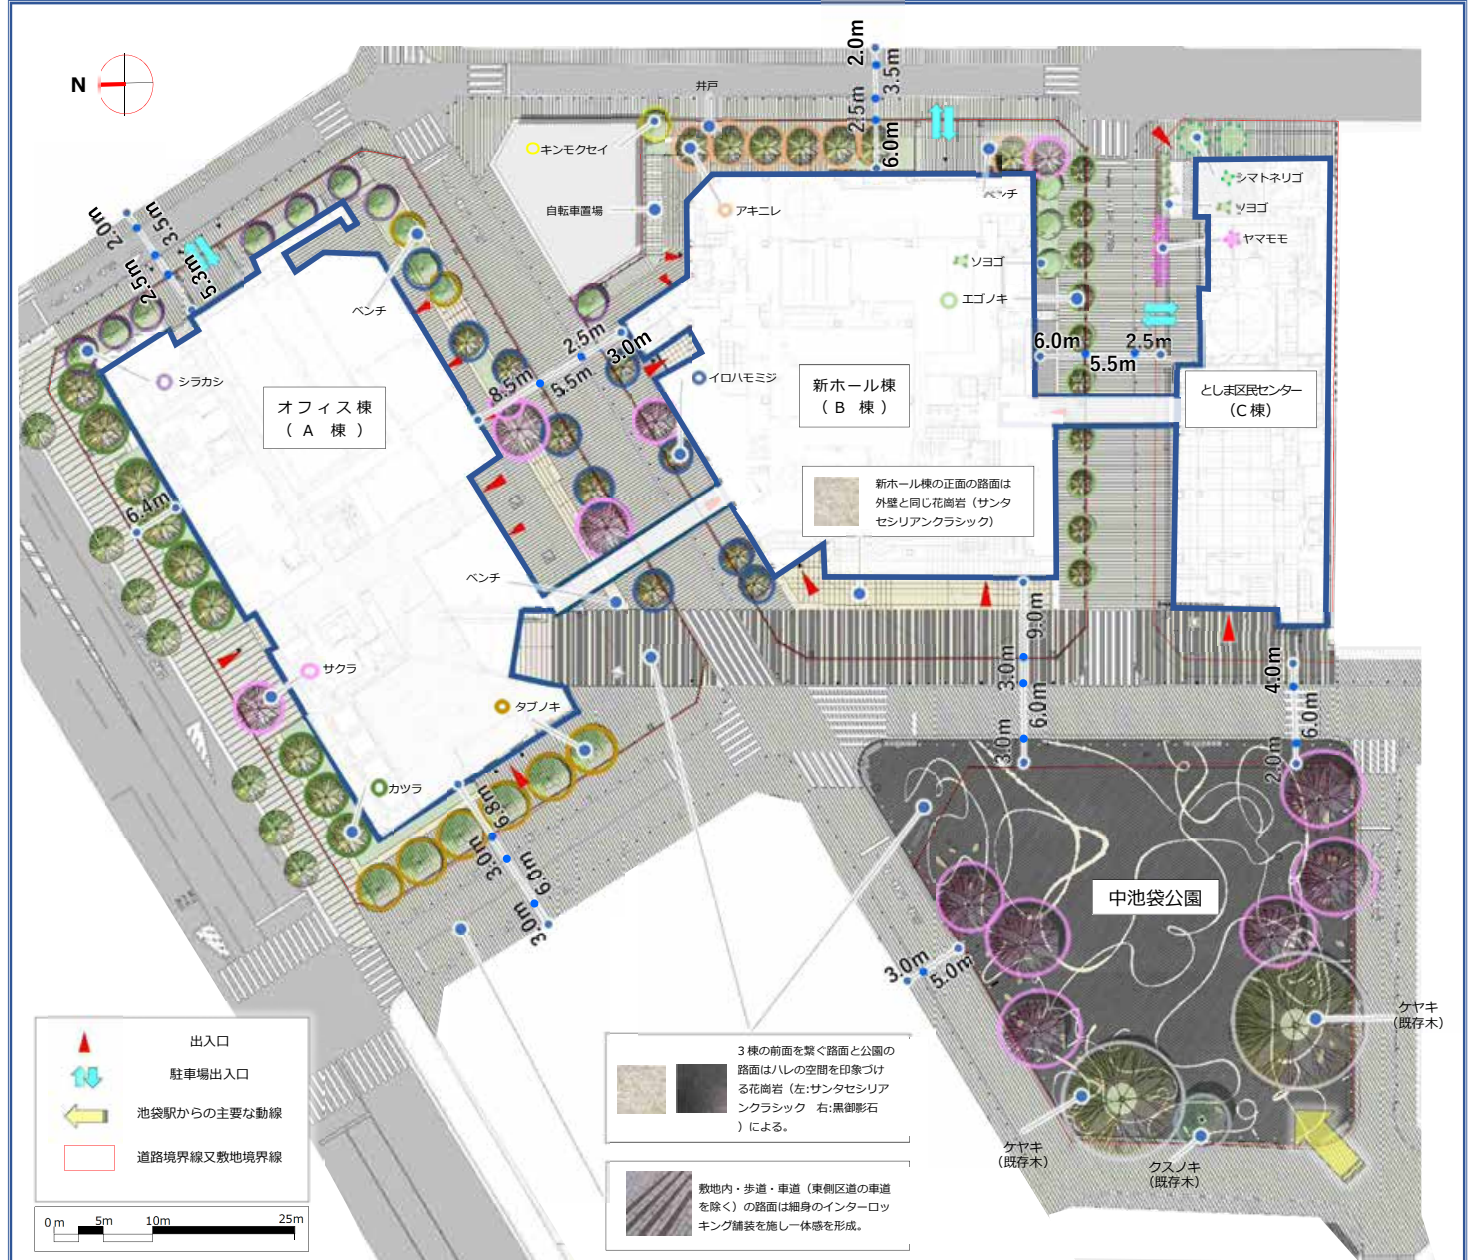 N
2.0m
3.5m
2.5m
6.0m
井戸
キンモクセイ
自転車置場
アキニレ
ベンチ
シマトネリコ
ソヨゴ
ヤマモモ
ソヨゴ
エゴノキ
2.0m
3.5m
2.5m
5.3m
ベンチ
シラカシ
オフィス棟
（ A 棟 ）
8.5m
2.5m
5.5m
3.0m
イロハモミジ
新ホール棟
（ B 棟 ）
6.0m
5.5m
2.5m
としま区民センター
（C 棟）
新ホール棟の正面の路面は
外壁と同じ花崗岩（サンタ
セシリアンクラシック）
6.4m
ベンチ
サクラ
タブノキ
カツラ
9.0m
3.0m
6.0m
3.0m
4.0m
6.0m
2.0m
6.8m
3.0m
6.0m
3.0m
中池袋公園
3.0m
5.0m
ケヤキ
（既存木）
ケヤキ
（既存木）
クスノキ
（既存木）
出入口
駐車場出入口
池袋駅からの主要な動線
道路境界線又敷地境界線
0 m 5m 10m 25m
３棟の前面を繋ぐ路面と公園の
路面はハレの空間を印象づけ
る花崗岩（左:サンタセシリア
ンクラシック 右:黒御影石
）による。
敷地内・歩道・車道（東側区道の車道
を除く）の路面は細身のインターロッ
キング舗装を施し一体感を形成。